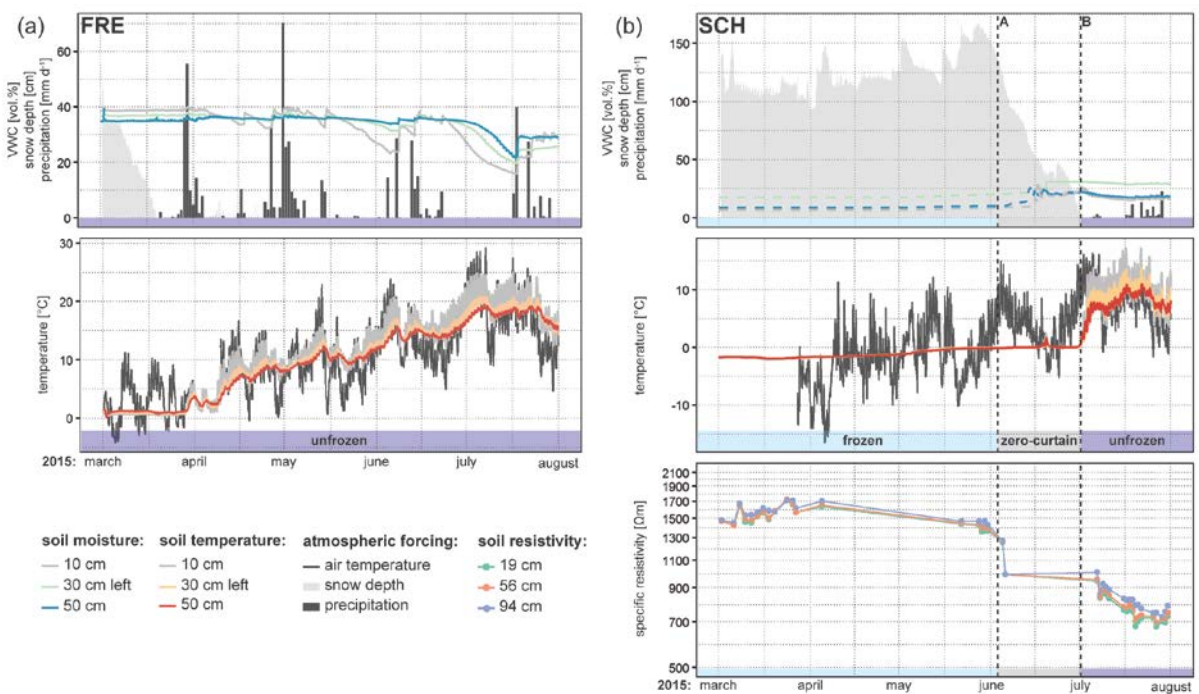 (a) FRE
VWC [vol.%]
snow depth [cm]
precipitation [mm d⁻¹]
60
40
20
0
temperature [°C]
30
20
10
0
unfrozen
2015: march april may june july august
soil moisture:
10 cm
30 cm left
50 cm
soil temperature:
10 cm
30 cm left
50 cm
atmospheric forcing:
air temperature
snow depth
precipitation
soil resistivity:
19 cm
56 cm
94 cm
(b) SCH
A B
VWC [vol.%]
snow depth [cm]
precipitation [mm d⁻¹]
150
100
50
0
temperature [°C]
10
0
-10
frozen zero-curtain unfrozen
specific resistivity [Ωm]
2100
1900
1700
1500
1300
1100
900
700
500
2015: march april may june july august